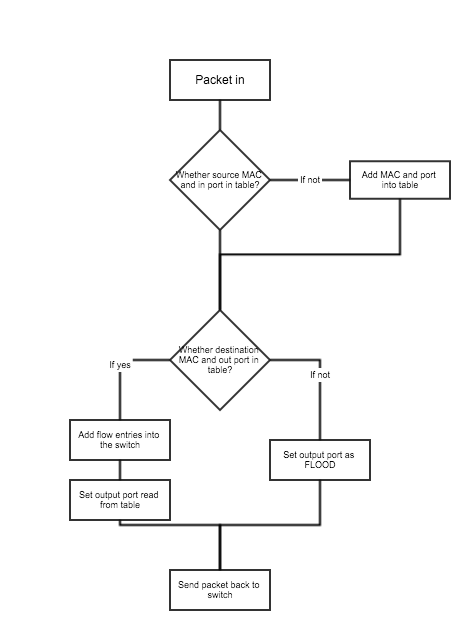 Packet in
Whether source MAC
and in port in table?
If not
Add MAC and port
into table
Whether destination
MAC and out port in
table?
If yes
If not
Add flow entries into
the switch
Set output port as
FLOOD
Set output port read
from table
Send packet back to
switch